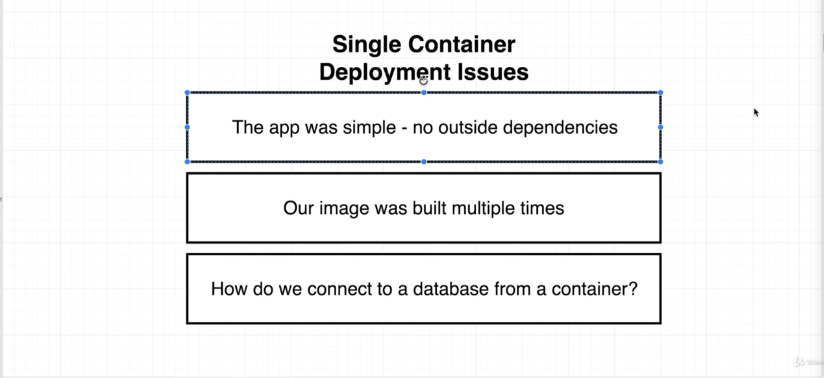 Single Container
Deployment Issues
The app was simple - no outside dependencies
Our image was built multiple times
How do we connect to a database from a container?